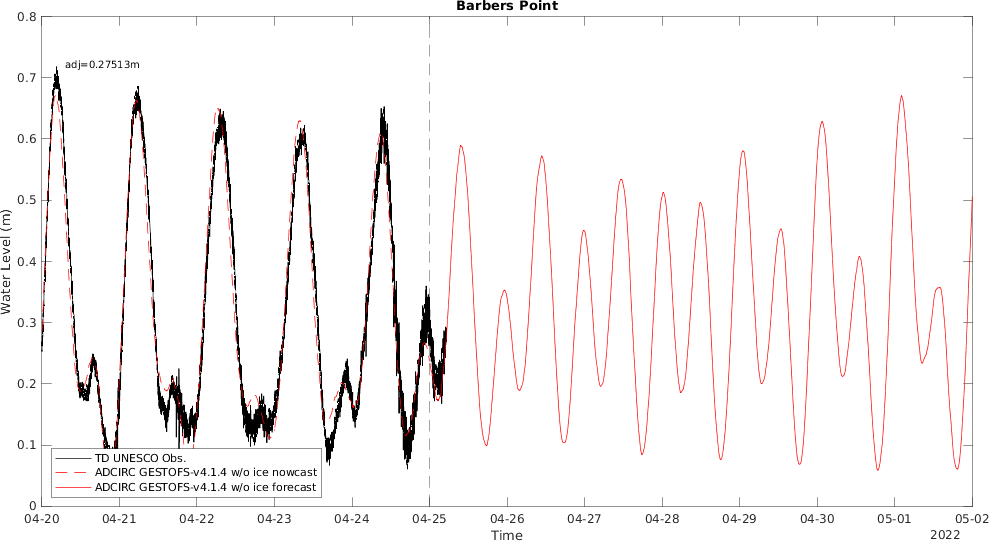 Barbers Point
0.8
0.7
0.6
0.5
0.4
0.3
0.2
0.1
0
Water Level (m)
adj=0.27513m
TD UNESCO Obs.
ADCIRC GESTOFS-v4.1.4 w/o ice nowcast
ADCIRC GESTOFS-v4.1.4 w/o ice forecast
04-20 04-21 04-22 04-23 04-24 04-25 04-26 04-27 04-28 04-29 04-30 05-01 05-02
Time
2022